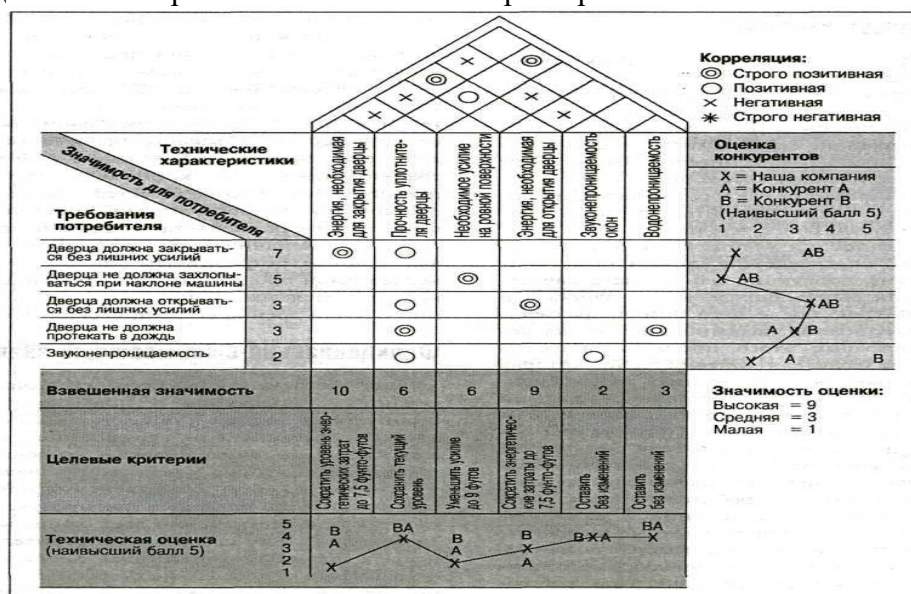 Корреляция:
◎ Строго позитивная
○ Позитивная
× Негативная
✳ Строго негативная
Технические
характеристики
Значимость для потребителя
Требования
потребителя
Энергия, необходимая
для закрытия дверцы
Прочность уплотните-
ля дверцы
Необходимое усилие
на ровной поверхности
Энергия, необходимая
для открытия дверцы
Звуконепроницаемость
окон
Водонепроницаемость
Оценка
конкурентов
X = Наша компания
A = Конкурент A
B = Конкурент B
(Наивысший балл 5)
1 2 3 4 5
Дверца должна закрывать-
ся без лишних усилий
7
X AB
Дверца не должна захлопы-
ваться при наклоне машины
5
X AB
Дверца должна открывать-
ся без лишних усилий
3
X AB
Дверца не должна
протекать в дождь
3
A X B
Звуконепроницаемость
2
X A B
Взвешенная значимость 10 6 6 9 2 3
Значимость оценки:
Высокая = 9
Средняя = 3
Малая = 1
Целевые критерии
Сократить уровень энер-
гетических затрат
до 7,5 фунто-футов
Сохранить текущий
уровень
Уменьшить усилие
до 9 футов
Сократить энергетичес-
кие затраты до
7,5 фунто-футов
Оставить
без изменений
Оставить
без изменений
Техническая оценка
(наивысший балл 5)
5
4
3
2
1
B
A
X
BA
X
B
A
X
B
X
A
B X A
BA
X